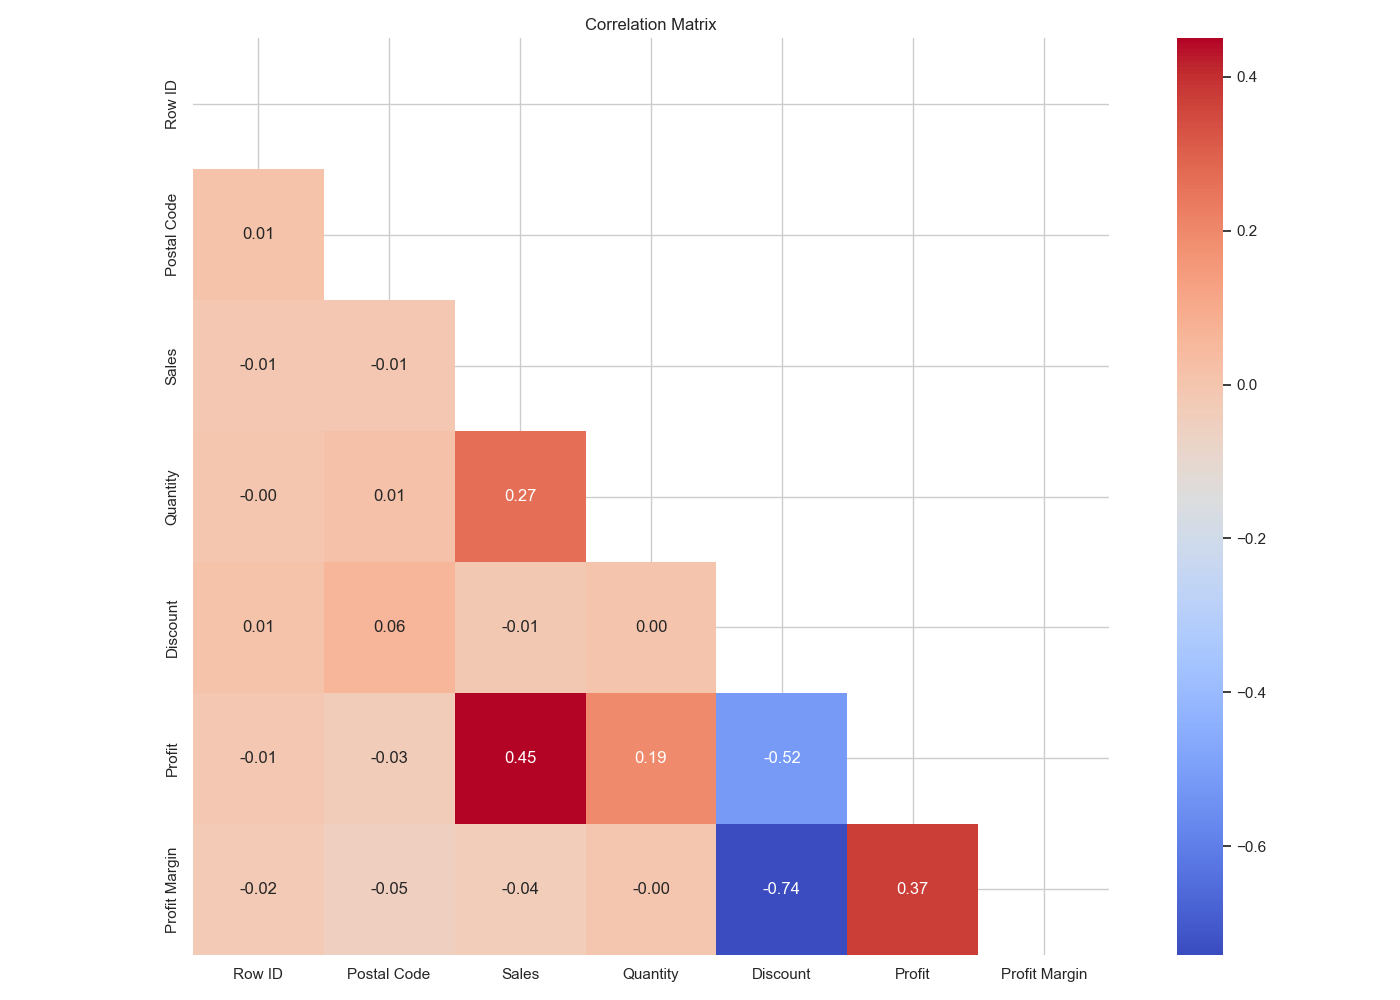 Correlation Matrix
Row ID
Postal Code
0.01
Sales
-0.01 -0.01
Quantity
-0.00 0.01 0.27
Discount
0.01 0.06 -0.01 0.00
Profit
-0.01 -0.03 0.45 0.19 -0.52
Profit Margin
-0.02 -0.05 -0.04 -0.00 -0.74 0.37
Row ID Postal Code Sales Quantity Discount Profit Profit Margin
0.4
0.2
0.0
−0.2
−0.4
−0.6